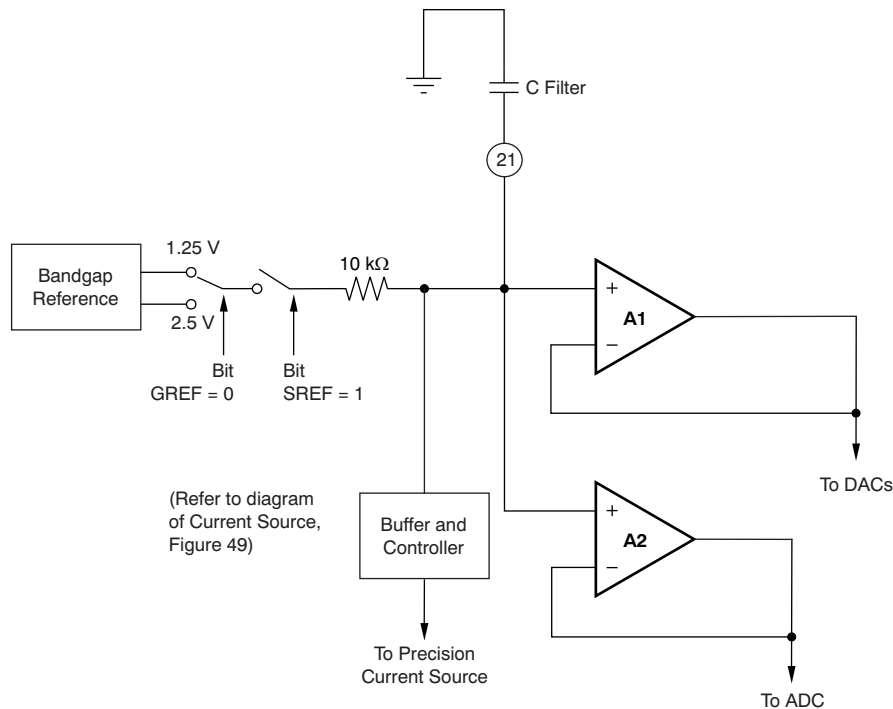 C Filter
21
1.25 V
10 kΩ
Bandgap
Reference
2.5 V
+
A1
−
Bit
GREF = 0
Bit
SREF = 1
To DACs
(Refer to diagram
of Current Source,
Figure 49)
Buffer and
Controller
+
A2
−
To Precision
Current Source
To ADC